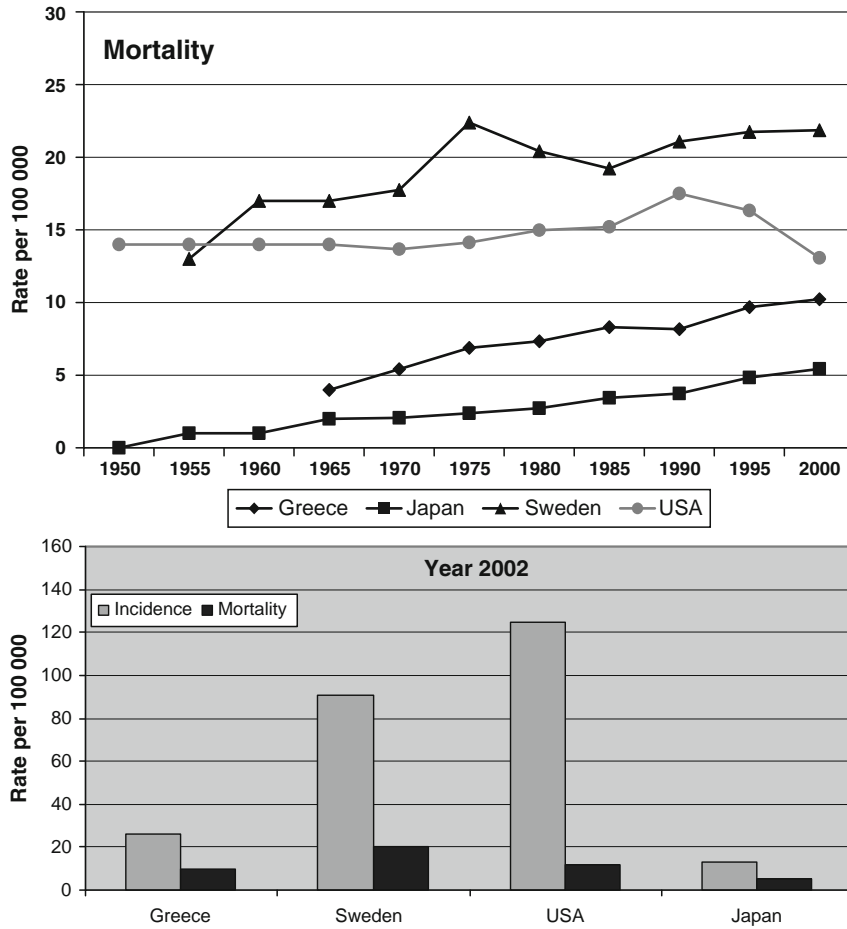 30
Mortality
25
20
15
10
5
0
Rate per 100 000
1950 1955 1960 1965 1970 1975 1980 1985 1990 1995 2000
Greece Japan Sweden USA
160
Year 2002
140
Incidence Mortality
120
100
80
60
40
20
0
Rate per 100 000
Greece Sweden USA Japan